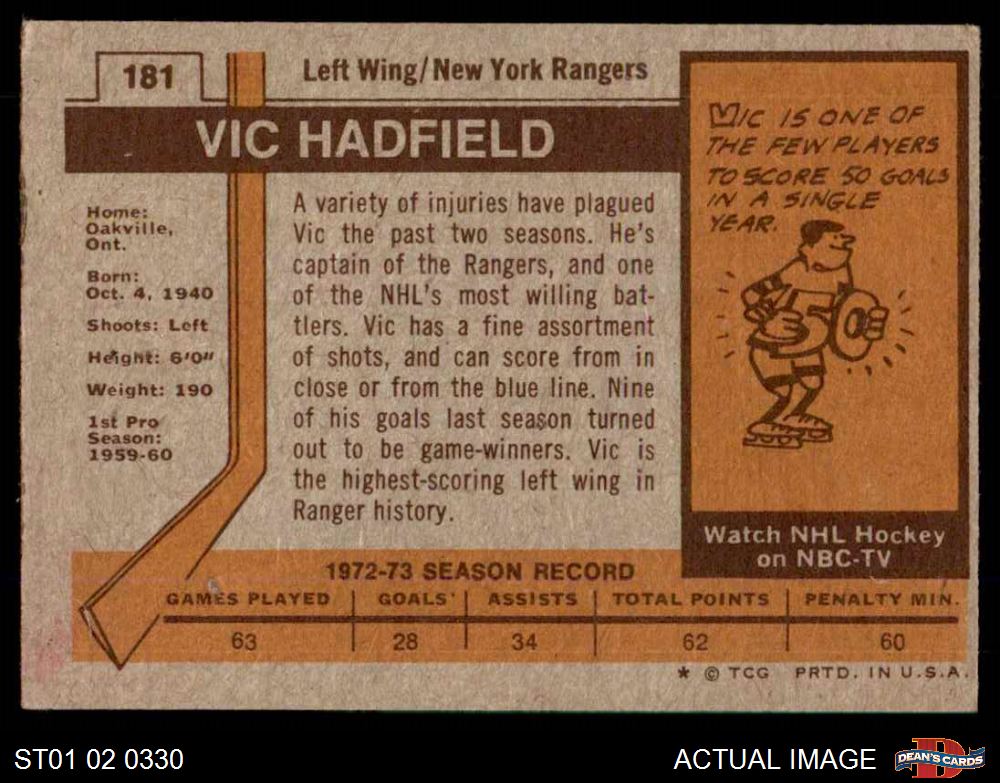 181
Left Wing/New York Rangers
VIC HADFIELD
Home:
Oakville,
Ont.
Born:
Oct. 4, 1940
Shoots: Left
Height: 6'0"
Weight: 190
1st Pro
Season:
1959-60
A variety of injuries have plagued
Vic the past two seasons. He's
captain of the Rangers, and one
of the NHL's most willing bat-
tlers. Vic has a fine assortment
of shots, and can score from in
close or from the blue line. Nine
of his goals last season turned
out to be game-winners. Vic is
the highest-scoring left wing in
Ranger history.
VIC IS ONE OF
THE FEW PLAYERS
TO SCORE 50 GOALS
IN A SINGLE
YEAR.
50
Watch NHL Hockey
on NBC-TV
1972-73 SEASON RECORD
GAMES PLAYED GOALS ASSISTS TOTAL POINTS PENALTY MIN.
63 28 34 62 60
* © TCG PRTD. IN U.S.A.
ST01 02 0330
ACTUAL IMAGE
D
DEAN'S CARDS